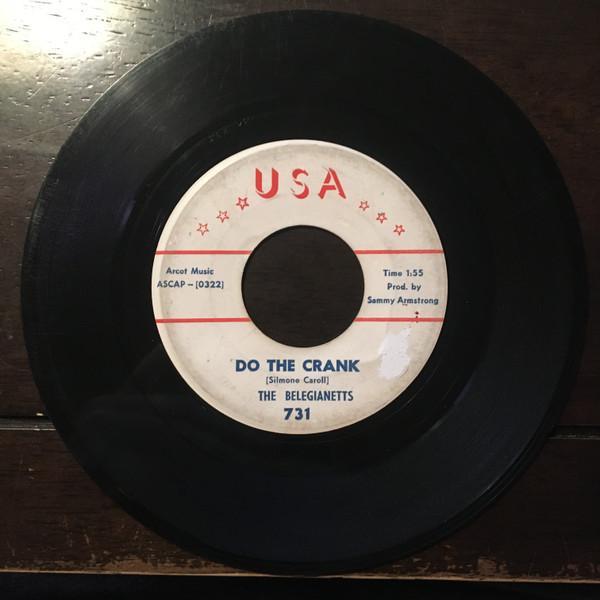 USA
Arcot Music
ASCAP - [0322]
Time 1:55
Prod. by
Sammy Armstrong
DO THE CRANK
[Silmone Caroll]
THE BELEGIANETTS
731